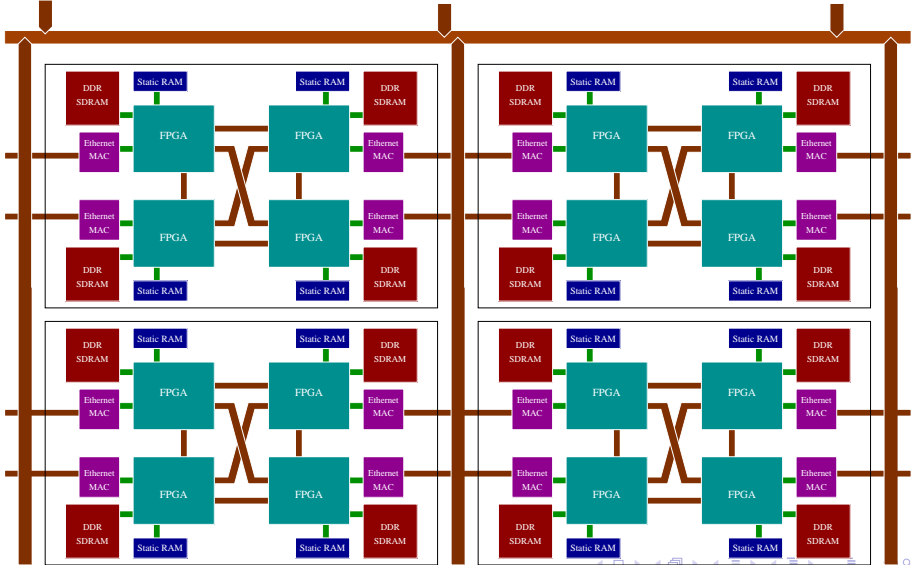 Static RAM
Static RAM
Static RAM
Static RAM
DDR
SDRAM
DDR
SDRAM
DDR
SDRAM
DDR
SDRAM
FPGA
FPGA
FPGA
FPGA
Ethernet
MAC
Ethernet
MAC
Ethernet
MAC
Ethernet
MAC
Ethernet
MAC
Ethernet
MAC
Ethernet
MAC
Ethernet
MAC
FPGA
FPGA
FPGA
FPGA
DDR
SDRAM
DDR
SDRAM
DDR
SDRAM
DDR
SDRAM
Static RAM
Static RAM
Static RAM
Static RAM
Static RAM
Static RAM
Static RAM
Static RAM
DDR
SDRAM
DDR
SDRAM
DDR
SDRAM
DDR
SDRAM
FPGA
FPGA
FPGA
FPGA
Ethernet
MAC
Ethernet
MAC
Ethernet
MAC
Ethernet
MAC
Ethernet
MAC
Ethernet
MAC
Ethernet
MAC
Ethernet
MAC
FPGA
FPGA
FPGA
FPGA
DDR
SDRAM
DDR
SDRAM
DDR
SDRAM
DDR
SDRAM
Static RAM
Static RAM
Static RAM
Static RAM